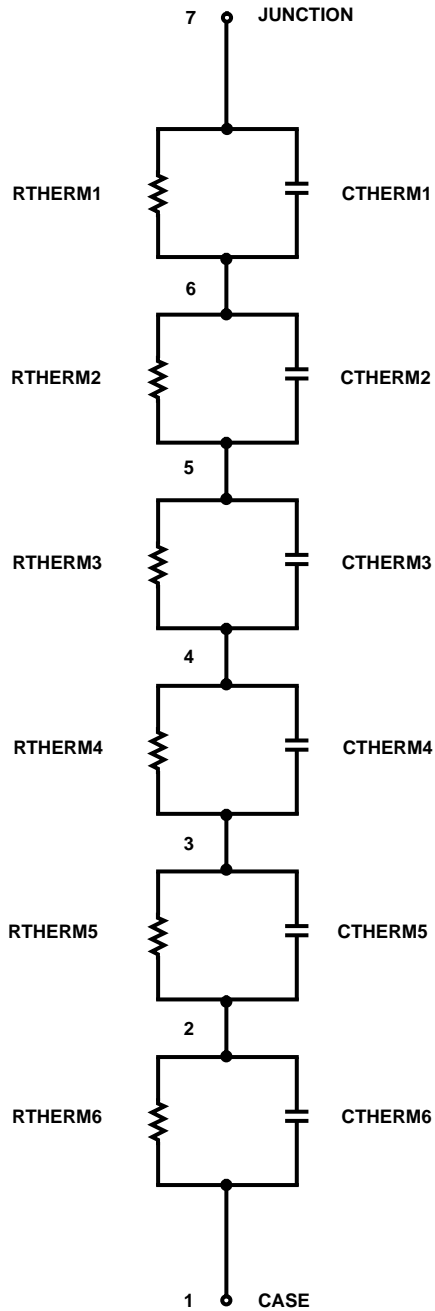 7 JUNCTION
RTHERM1 CTHERM1
6
RTHERM2 CTHERM2
5
RTHERM3 CTHERM3
4
RTHERM4 CTHERM4
3
RTHERM5 CTHERM5
2
RTHERM6 CTHERM6
1 CASE